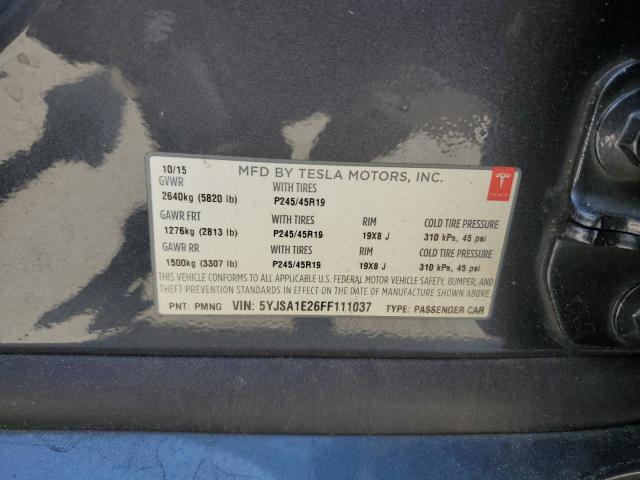 10/15 MFD BY TESLA MOTORS, INC.
GVWR WITH TIRES
2640kg (5820 lb) P245/45R19
TESLA
GAWR FRT WITH TIRES RIM COLD TIRE PRESSURE
1276kg (2813 lb) P245/45R19 19X8 J 310 kPa, 45 psi
GAWR RR WITH TIRES RIM COLD TIRE PRESSURE
1500kg (3307 lb) P245/45R19 19X8 J 310 kPa, 45 psi
THIS VEHICLE CONFORMS TO ALL APPLICABLE U.S. FEDERAL MOTOR VEHICLE SAFETY, BUMPER, AND
THEFT PREVENTION STANDARDS IN EFFECT ON THE DATE OF MANUFACTURE SHOWN ABOVE.
PNT: PMNG VIN: 5YJSA1E26FF111037 TYPE: PASSENGER CAR